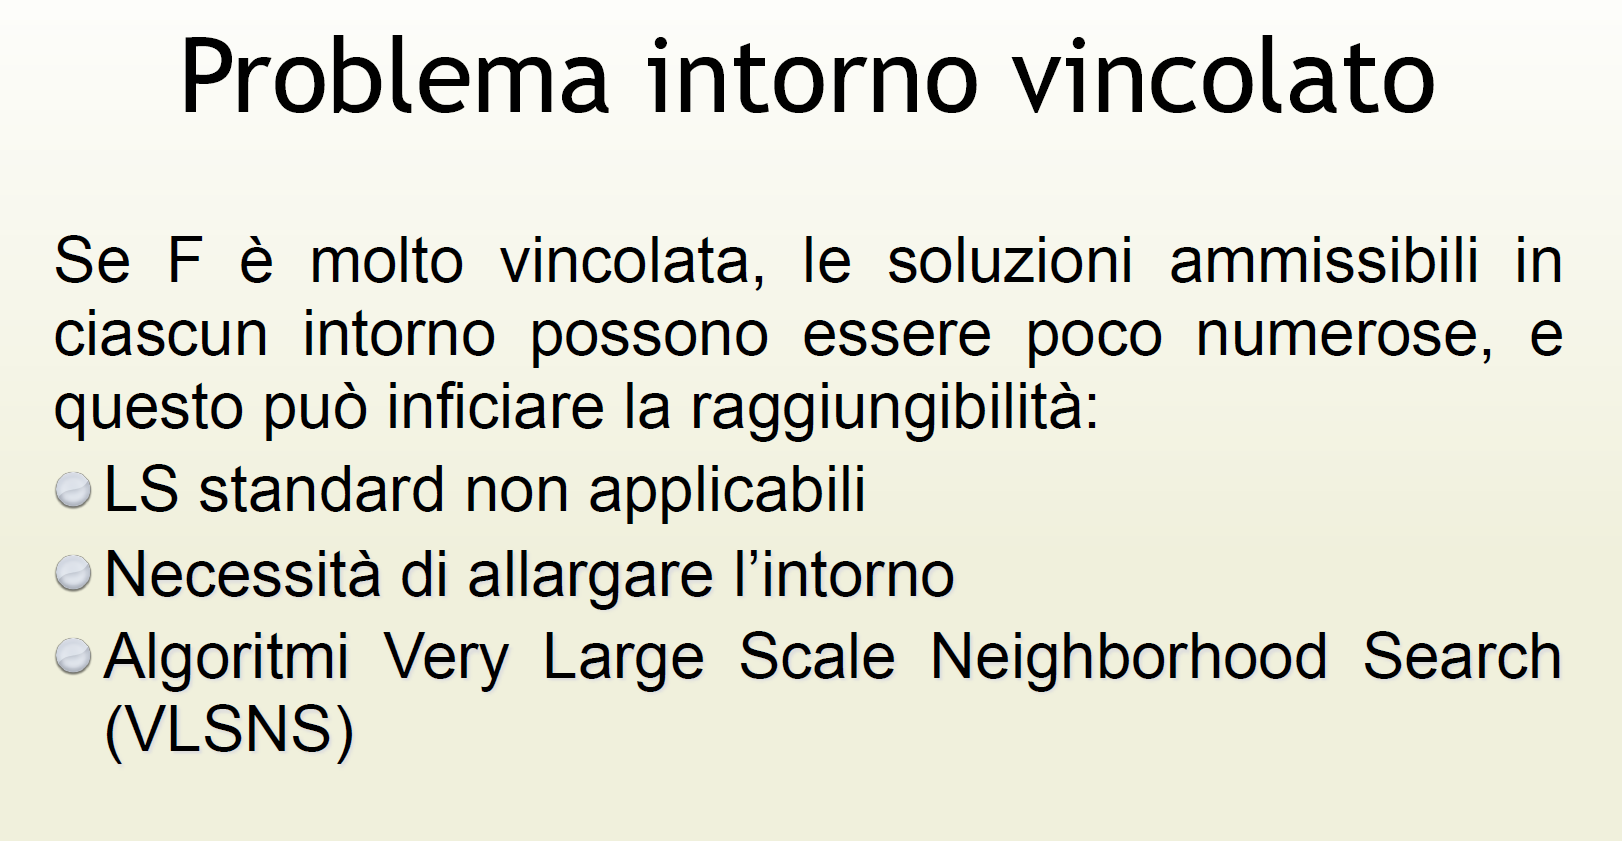 Problema intorno vincolato
Se F è molto vincolata, le soluzioni ammissibili in
ciascun intorno possono essere poco numerose, e
questo può inficiare la raggiungibilità:
LS standard non applicabili
Necessità di allargare l’intorno
Algoritmi Very Large Scale Neighborhood Search
(VLSNS)